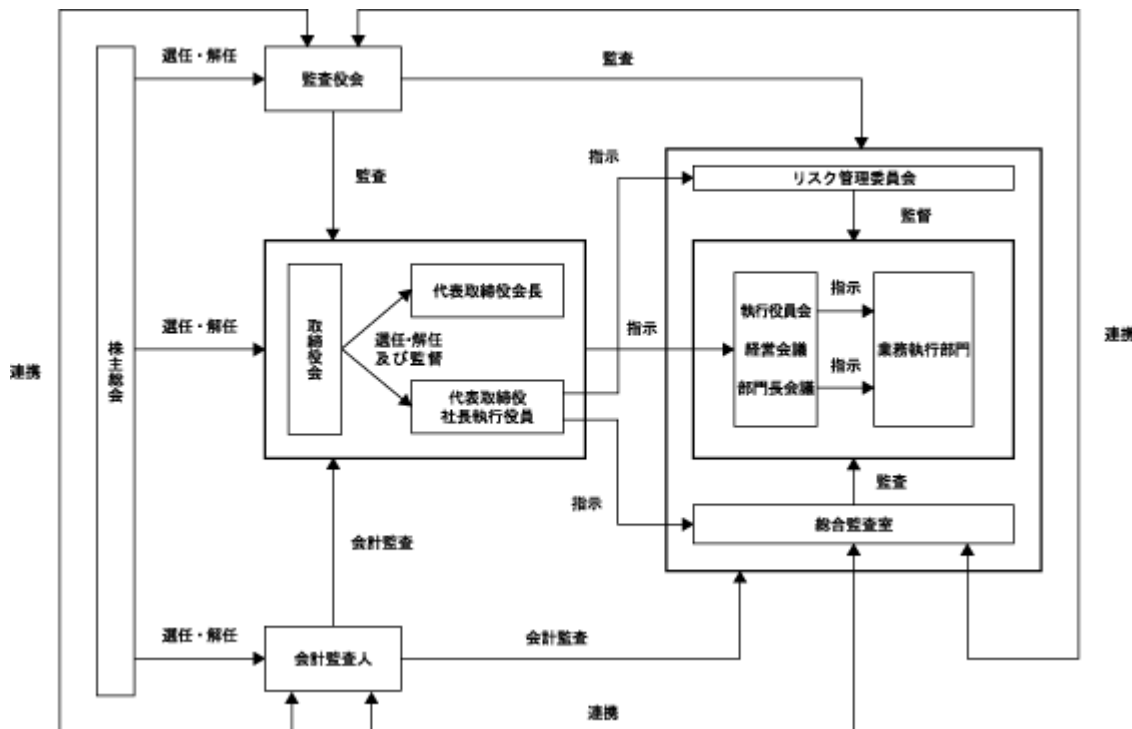 選任・解任
監査役会
監査
指示
リスク管理委員会
監査
監督
代表取締役会長
執行役員会
指示
選任・解任
取締役会
選任・解任
及び監督
指示
経営会議
業務執行部門
連携
連携
株主総会
指示
部門長会議
代表取締役
社長執行役員
監査
指示
総合監査室
会計監査
選任・解任
会計監査人
会計監査
連携